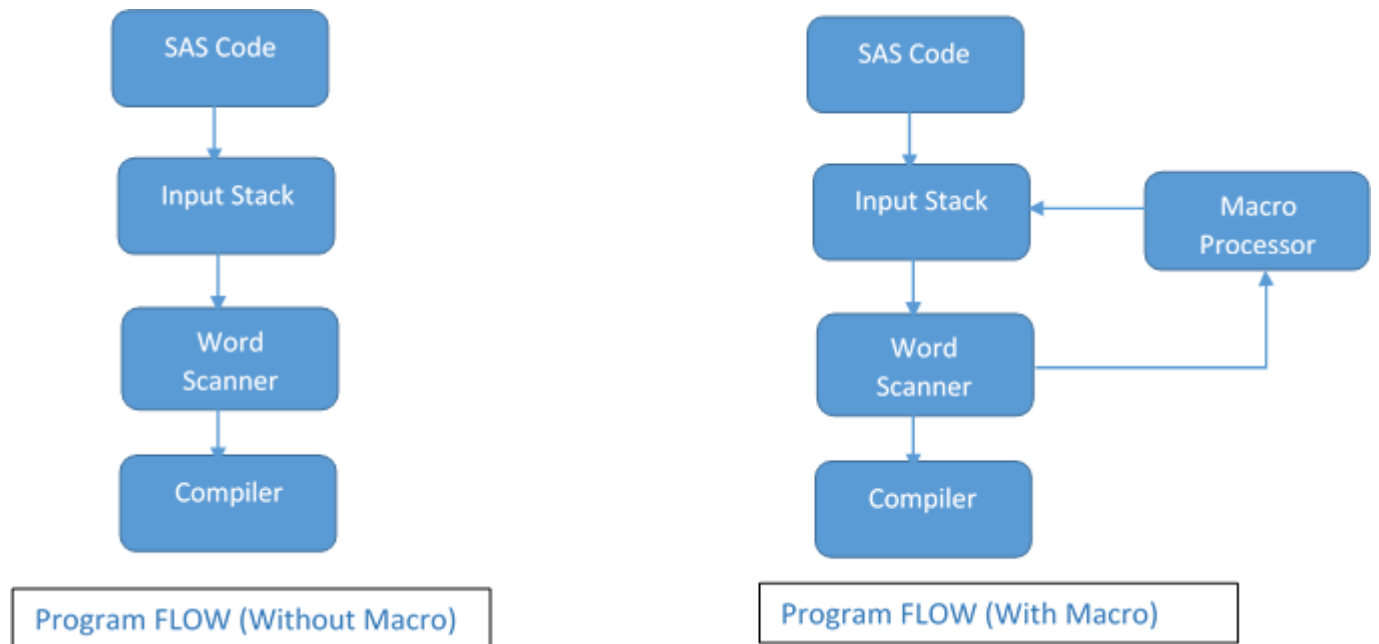 SAS Code
Input Stack
Word
Scanner
Compiler
Program FLOW (Without Macro)
SAS Code
Input Stack
Macro
Processor
Word
Scanner
Compiler
Program FLOW (With Macro)